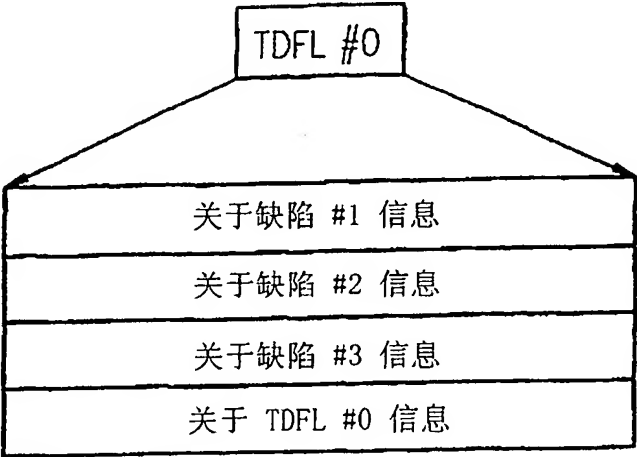 TDFL #0
关于缺陷 #1 信息
关于缺陷 #2 信息
关于缺陷 #3 信息
关于 TDFL #0 信息